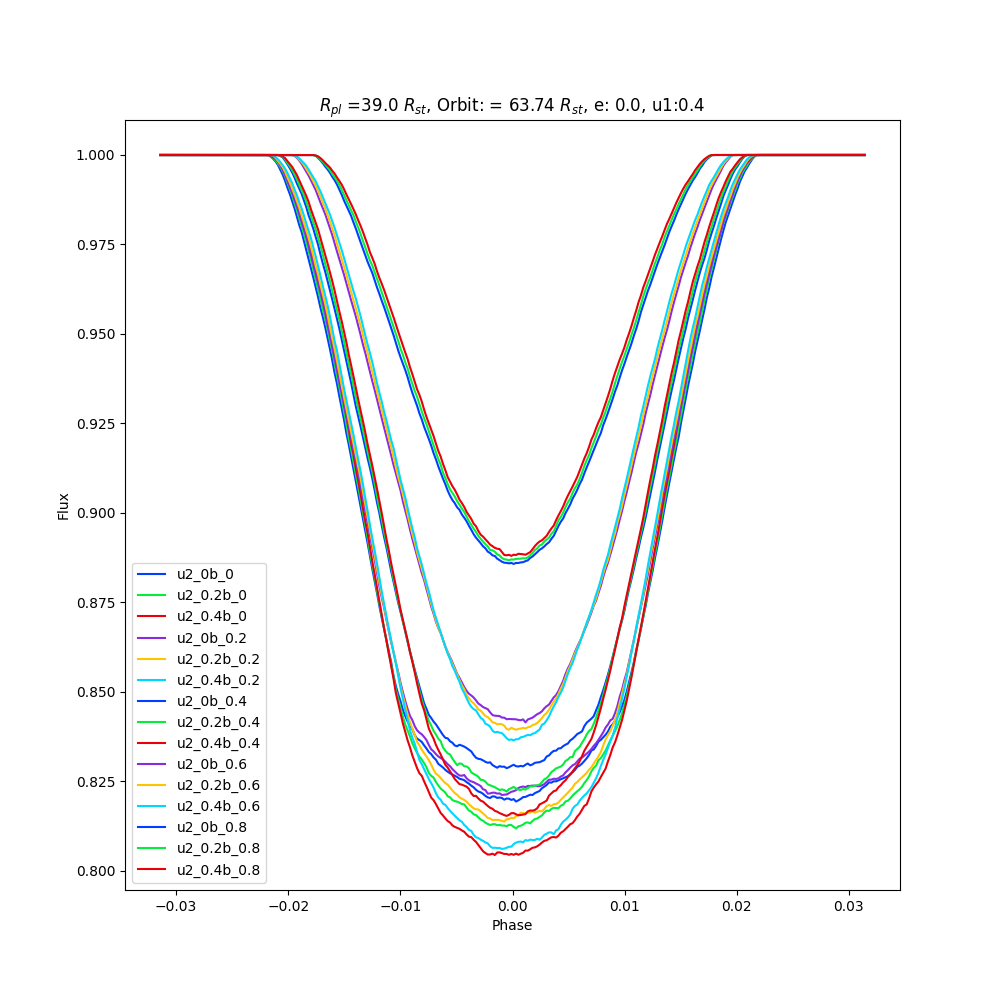 R_pl =39.0 R_st, Orbit: = 63.74 R_st, e: 0.0, u1:0.4
1.000
0.975
0.950
0.925
0.900
0.875
0.850
0.825
0.800
Flux
u2_0b_0
u2_0.2b_0
u2_0.4b_0
u2_0b_0.2
u2_0.2b_0.2
u2_0.4b_0.2
u2_0b_0.4
u2_0.2b_0.4
u2_0.4b_0.4
u2_0b_0.6
u2_0.2b_0.6
u2_0.4b_0.6
u2_0b_0.8
u2_0.2b_0.8
u2_0.4b_0.8
−0.03 −0.02 −0.01 0.00 0.01 0.02 0.03
Phase